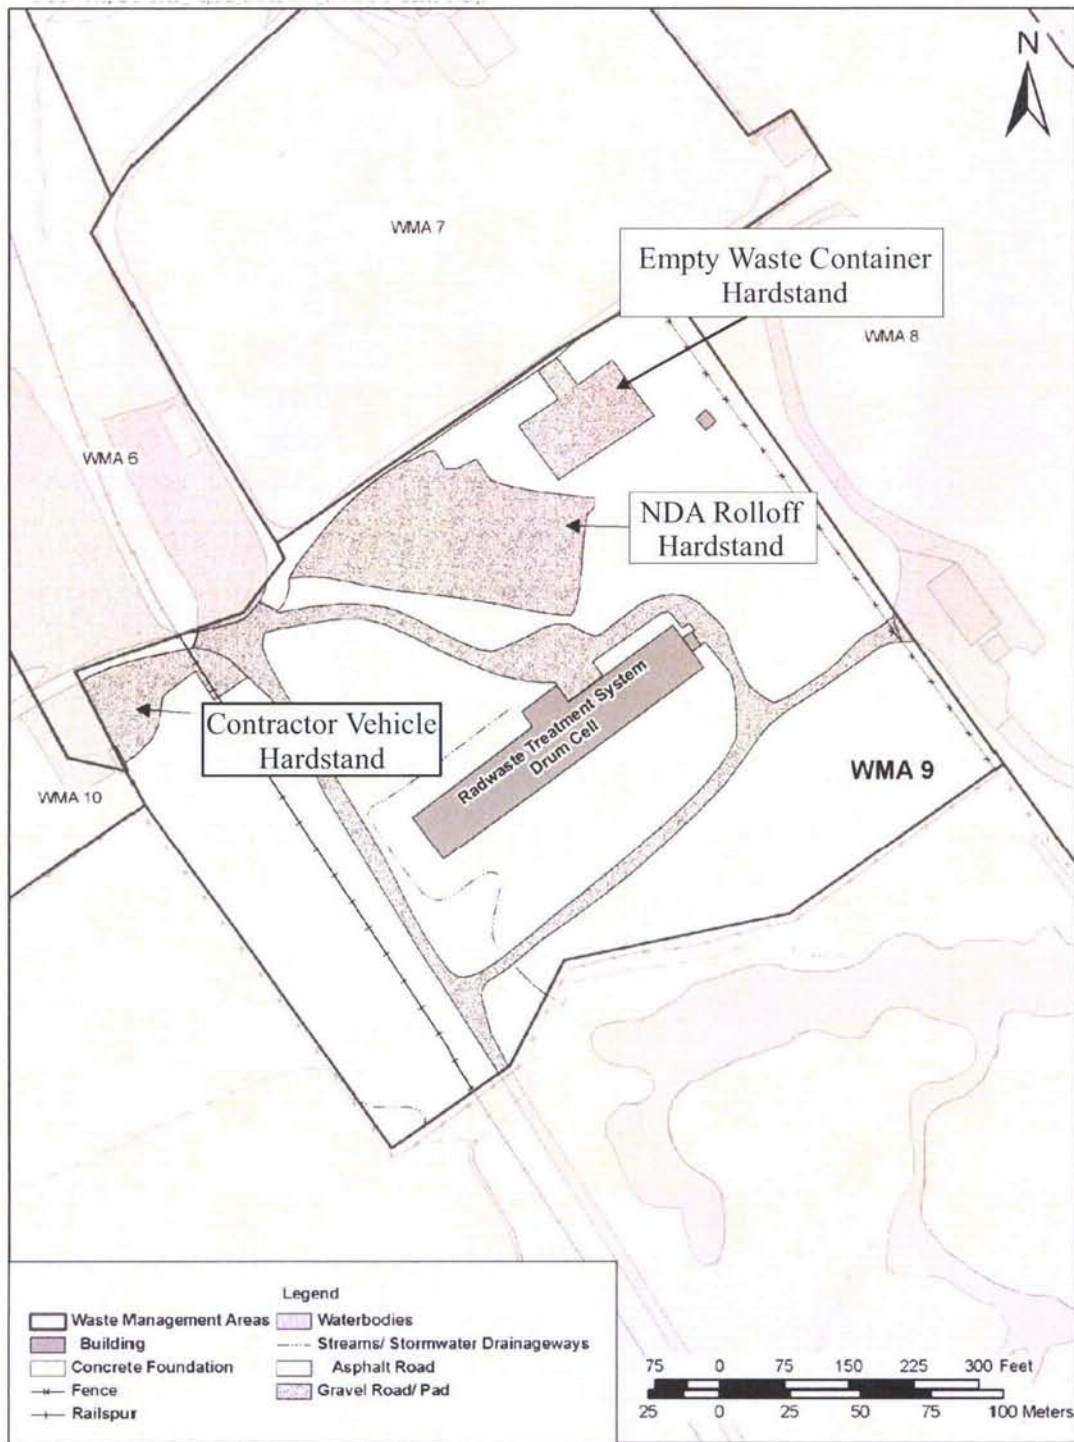 N
WMA 7
Empty Waste Container
Hardstand
WMA 8
WMA 6
NDA Rolloff
Hardstand
Contractor Vehicle
Hardstand
Radwaste Treatment System
Drum Cell
WMA 9
WMA 10
Legend
Waste Management Areas
Building
Concrete Foundation
Fence
Railspur
Waterbodies
Streams/ Stormwater Drainageways
Asphalt Road
Gravel Road/ Pad
75 0 75 150 225 300 Feet
25 0 25 50 75 100 Meters